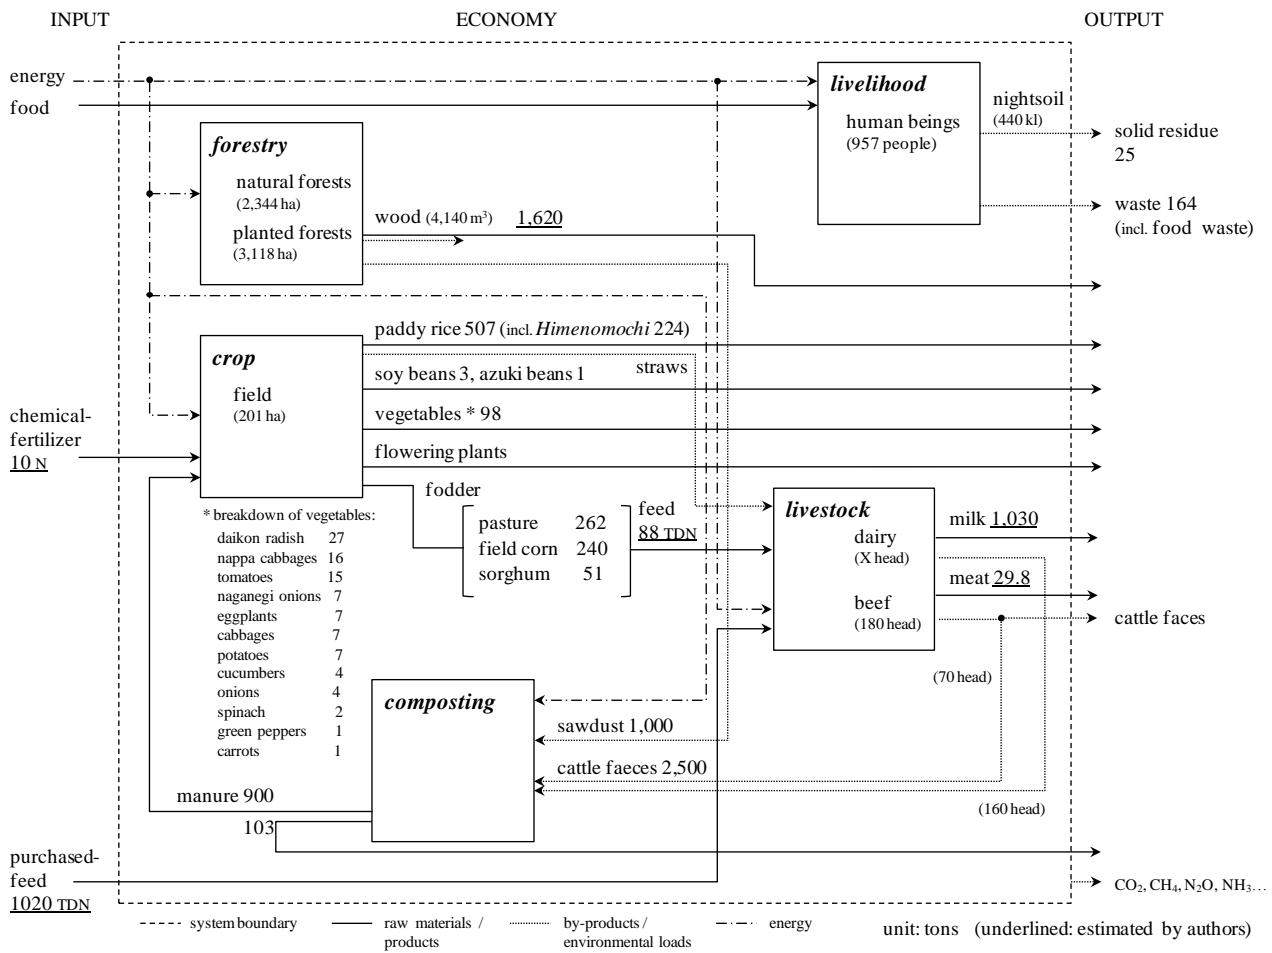 INPUT
ECONOMY
OUTPUT
energy
food
livelihood
human beings
(957 people)
nightsoil
(440 kl)
solid residue
25
waste 164
(incl. food waste)
forestry
natural forests
(2,344 ha)
planted forests
(3,118 ha)
wood (4,140 m³) 1,620
crop
field
(201 ha)
paddy rice 507 (incl. Himenomochi 224)
straws
soy beans 3, azuki beans 1
vegetables * 98
flowering plants
chemical-
fertilizer
10 N
fodder
pasture 262
field corn 240
sorghum 51
feed
88 TDN
livestock
dairy
(X head)
beef
(180 head)
milk 1,030
meat 29.8
cattle faces
(70 head)
(160 head)
* breakdown of vegetables:
daikon radish 27
nappa cabbages 16
tomatoes 15
naganegi onions 7
eggplants 7
cabbages 7
potatoes 7
cucumbers 4
onions 4
spinach 2
green peppers 1
carrots 1
composting
sawdust 1,000
cattle faeces 2,500
manure 900
103
purchased-
feed
1020 TDN
CO₂, CH₄, N₂O, NH₃…
system boundary
raw materials /
products
by-products /
environmental loads
energy
unit: tons (underlined: estimated by authors)